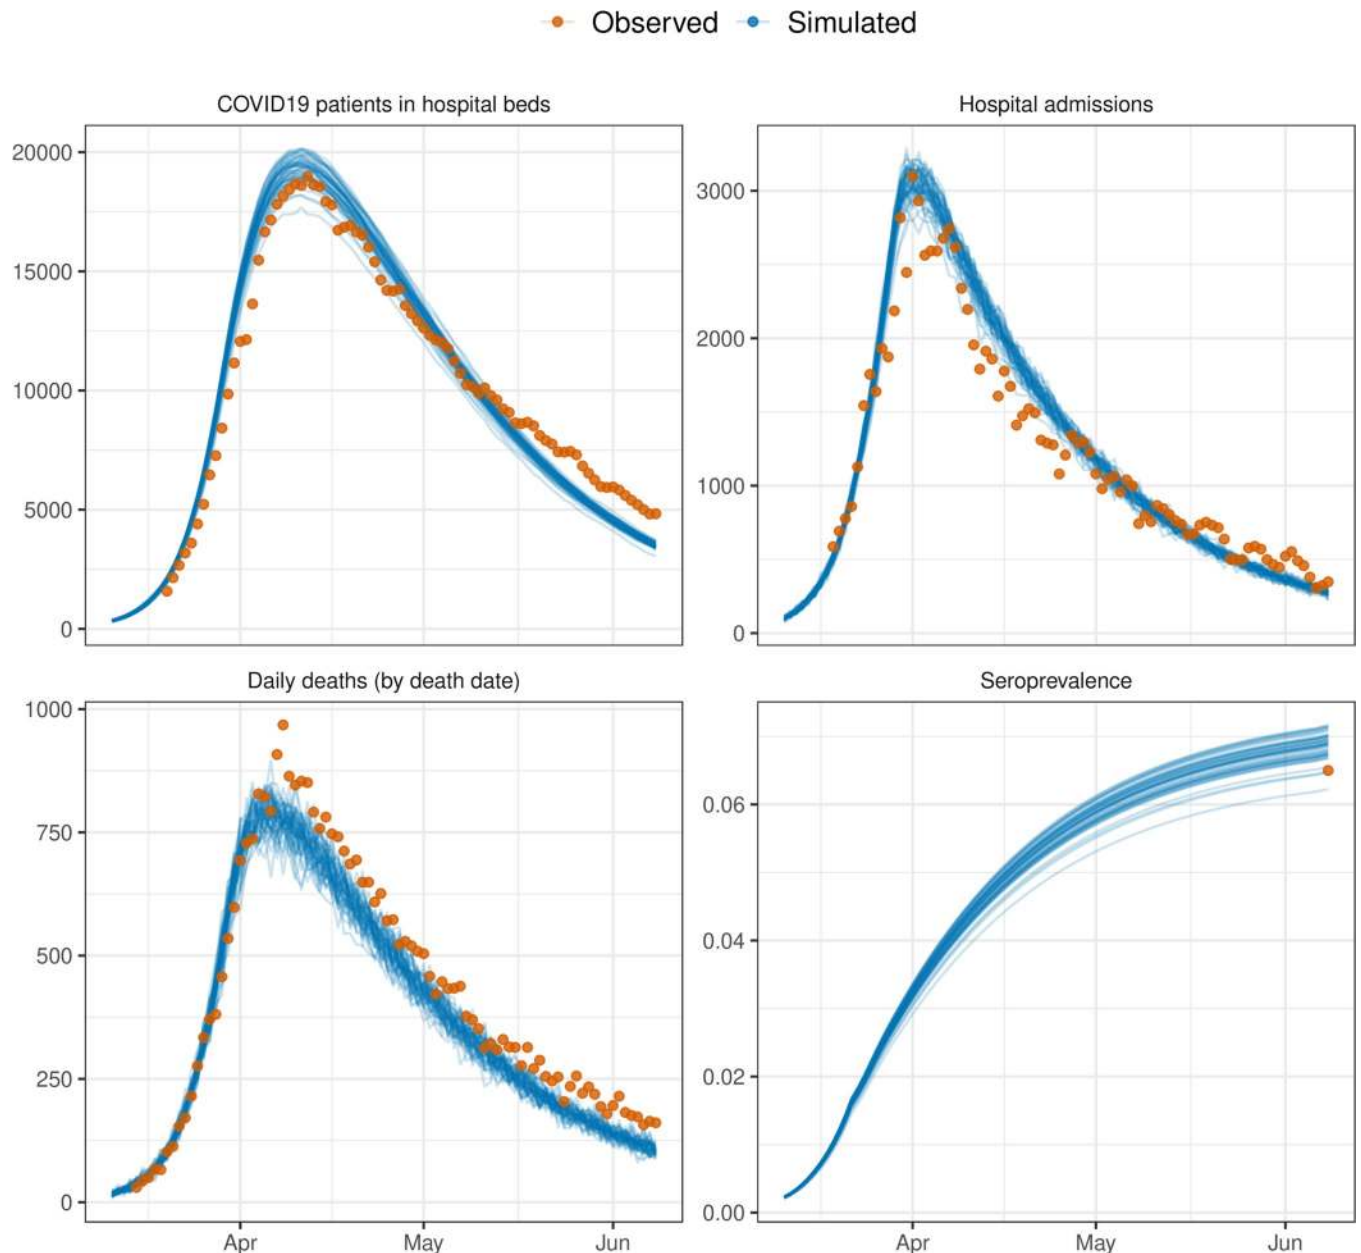 Observed Simulated
COVID19 patients in hospital beds
20000
15000
10000
5000
0
Hospital admissions
3000
2000
1000
0
Daily deaths (by death date)
1000
750
500
250
0
Apr May Jun
Seroprevalence
0.06
0.04
0.02
0.00
Apr May Jun